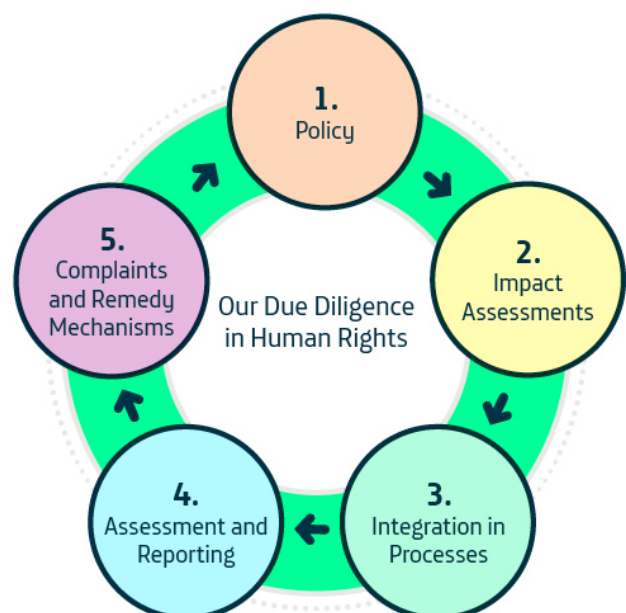 1.
Policy
2.
Impact
Assessments
3.
Integration in
Processes
4.
Assessment and
Reporting
5.
Complaints
and Remedy
Mechanisms
Our Due Diligence
in Human Rights